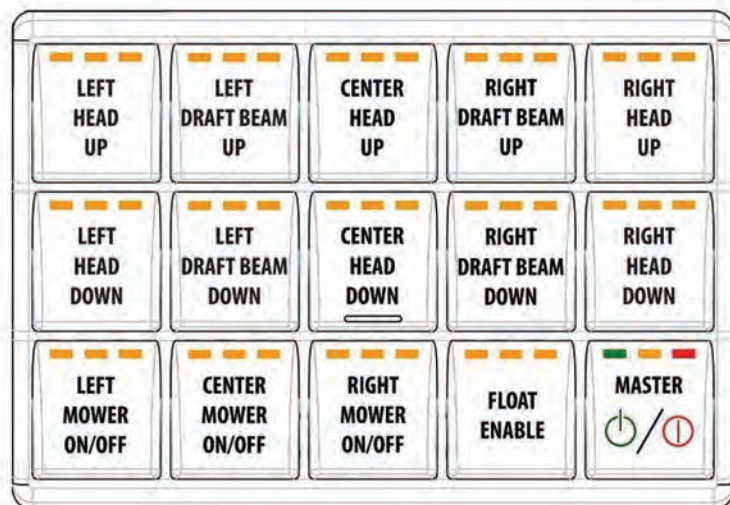 LEFT
HEAD
UP
LEFT
DRAFT BEAM
UP
CENTER
HEAD
UP
RIGHT
DRAFT BEAM
UP
RIGHT
HEAD
UP
LEFT
HEAD
DOWN
LEFT
DRAFT BEAM
DOWN
CENTER
HEAD
DOWN
RIGHT
DRAFT BEAM
DOWN
RIGHT
HEAD
DOWN
LEFT
MOWER
ON/OFF
CENTER
MOWER
ON/OFF
RIGHT
MOWER
ON/OFF
FLOAT
ENABLE
MASTER
/